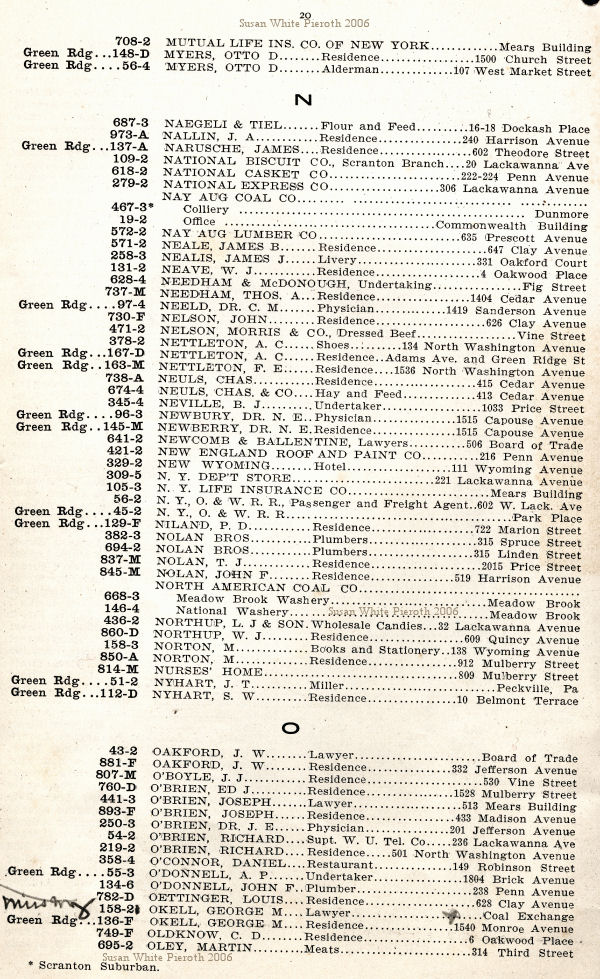 29
Susan White Pieroth 2006
708-2 MUTUAL LIFE INS. CO. OF NEW YORK............Mears Building
Green Rdg...148-D MYERS, OTTO D......Residence................1500 Church Street
Green Rdg....56-4 MYERS, OTTO D......Alderman............107 West Market Street
N
687-3 NAEGELI & TIEL......Flour and Feed.........16-18 Dockash Place
973-A NALLIN, J. A..........Residence..............240 Harrison Avenue
Green Rdg...137-A NARUSCHE, JAMES...Residence................602 Theodore Street
109-2 NATIONAL BISCUIT CO., Scranton Branch....20 Lackawanna Ave
618-2 NATIONAL CASKET CO..................222-224 Penn Avenue
279-2 NATIONAL EXPRESS CO................306 Lackawanna Avenue
NAY AUG COAL CO.....
467-3* Colliery ........................................ Dunmore
19-2 Office ........................Commonwealth Building
572-2 NAY AUG LUMBER CO....................635 Prescott Avenue
571-2 NEALE, JAMES B......Residence.................647 Clay Avenue
258-3 NEALIS, JAMES J......Livery...................331 Oakford Court
131-2 NEAVE, W. J..........Residence.................4 Oakwood Place
628-4 NEEDHAM & McDONOUGH, Undertaking.............Fig Street
737-M NEEDHAM, THOS. A...Residence..............1404 Cedar Avenue
Green Rdg....97-4 NEELD, DR. C. M......Physician..........1419 Sanderson Avenue
730-F NELSON, JOHN.........Residence...............626 Clay Avenue
471-2 NELSON, MORRIS & CO., Dressed Beef..............Vine Street
378-2 NETTLETON, A. C......Shoes..........134 North Washington Avenue
Green Rdg...167-D NETTLETON, A. C......Residence..Adams Ave. and Green Ridge St
Green Rdg...163-M NETTLETON, F. E......Residence...1536 North Washington Avenue
738-A NEULS, CHAS..........Residence................415 Cedar Avenue
674-4 NEULS, CHAS. & CO....Hay and Feed............413 Cedar Avenue
345-4 NEVILLE, B. J.........Undertaker.............1033 Price Street
Green Rdg....96-3 NEWBURY, DR. N. E..Physician.............1515 Capouse Avenue
Green Rdg...145-M NEWBERRY, DR. N. E.Residence.............1515 Capouse Avenue
641-2 NEWCOMB & BALLENTINE, Lawyers.........506 Board of Trade
421-2 NEW ENGLAND ROOF AND PAINT CO........216 Penn Avenue
329-2 NEW WYOMING.........Hotel................111 Wyoming Avenue
309-5 N. Y. DEP'T STORE...................221 Lackawanna Avenue
105-3 N. Y. LIFE INSURANCE CO.....................Mears Building
56-2 N. Y., O. & W. R. R., Passenger and Freight Agent..602 W. Lack. Ave
Green Rdg....45-2 N. Y., O. & W. R. R..............................Park Place
Green Rdg...129-F NILAND, P. D..........Residence..............722 Marion Street
382-3 NOLAN BROS..........Plumbers..............315 Spruce Street
694-2 NOLAN BROS..........Plumbers..............315 Linden Street
837-M NOLAN, T. J...........Residence.............2015 Price Street
845-M NOLAN, JOHN F.......Residence...........519 Harrison Avenue
NORTH AMERICAN COAL CO..............................
668-3 Meadow Brook Washery..................Meadow Brook
146-4 National Washery..................Meadow Brook
Susan White Pieroth 2006
436-2 NORTHUP, L. J & SON.Wholesale Candies...32 Lackawanna Avenue
860-D NORTHUP, W. J........Residence..............609 Quincy Avenue
158-3 NORTON, M............Books and Stationery..138 Wyoming Avenue
850-A NORTON, M............Residence..............912 Mulberry Street
814-M NURSES' HOME.........................809 Mulberry Street
Green Rdg....51-2 NYHART, J. T..........Miller.......................Peckville, Pa
Green Rdg...112-D NYHART, S. W.........Residence..............10 Belmont Terrace
O
43-2 OAKFORD, J. W.......Lawyer......................Board of Trade
881-F OAKFORD, J. W.......Residence............332 Jefferson Avenue
807-M O'BOYLE, J. J..........Residence................530 Vine Street
760-D O'BRIEN, ED J........Residence............1528 Mulberry Street
441-3 O'BRIEN, JOSEPH......Lawyer...............513 Mears Building
893-F O'BRIEN, JOSEPH......Residence.............433 Madison Avenue
250-3 O'BRIEN, DR. J. E.....Physician...........201 Jefferson Avenue
54-2 O'BRIEN, RICHARD....Supt. W. U. Tel. Co.....236 Lackawanna Ave
219-2 O'BRIEN, RICHARD....Residence.....501 North Washington Avenue
358-4 O'CONNOR, DANIEL....Restaurant............149 Robinson Street
Green Rdg....55-3 O'DONNELL, A. P......Undertaker..............1804 Brick Avenue
134-6 O'DONNELL, JOHN F..Plumber.................238 Penn Avenue
782-D OETTINGER, LOUIS.....Residence...............628 Clay Avenue
158-2 OKELL, GEORGE M....Lawyer..................Coal Exchange
Green Rdg...136-F OKELL, GEORGE M....Residence............1540 Monroe Avenue
749-F OLDKNOW, C. D.......Residence................6 Oakwood Place
695-2 OLEY, MARTIN........Meats....................314 Third Street
Susan White Pieroth 2006
* Scranton Suburban.